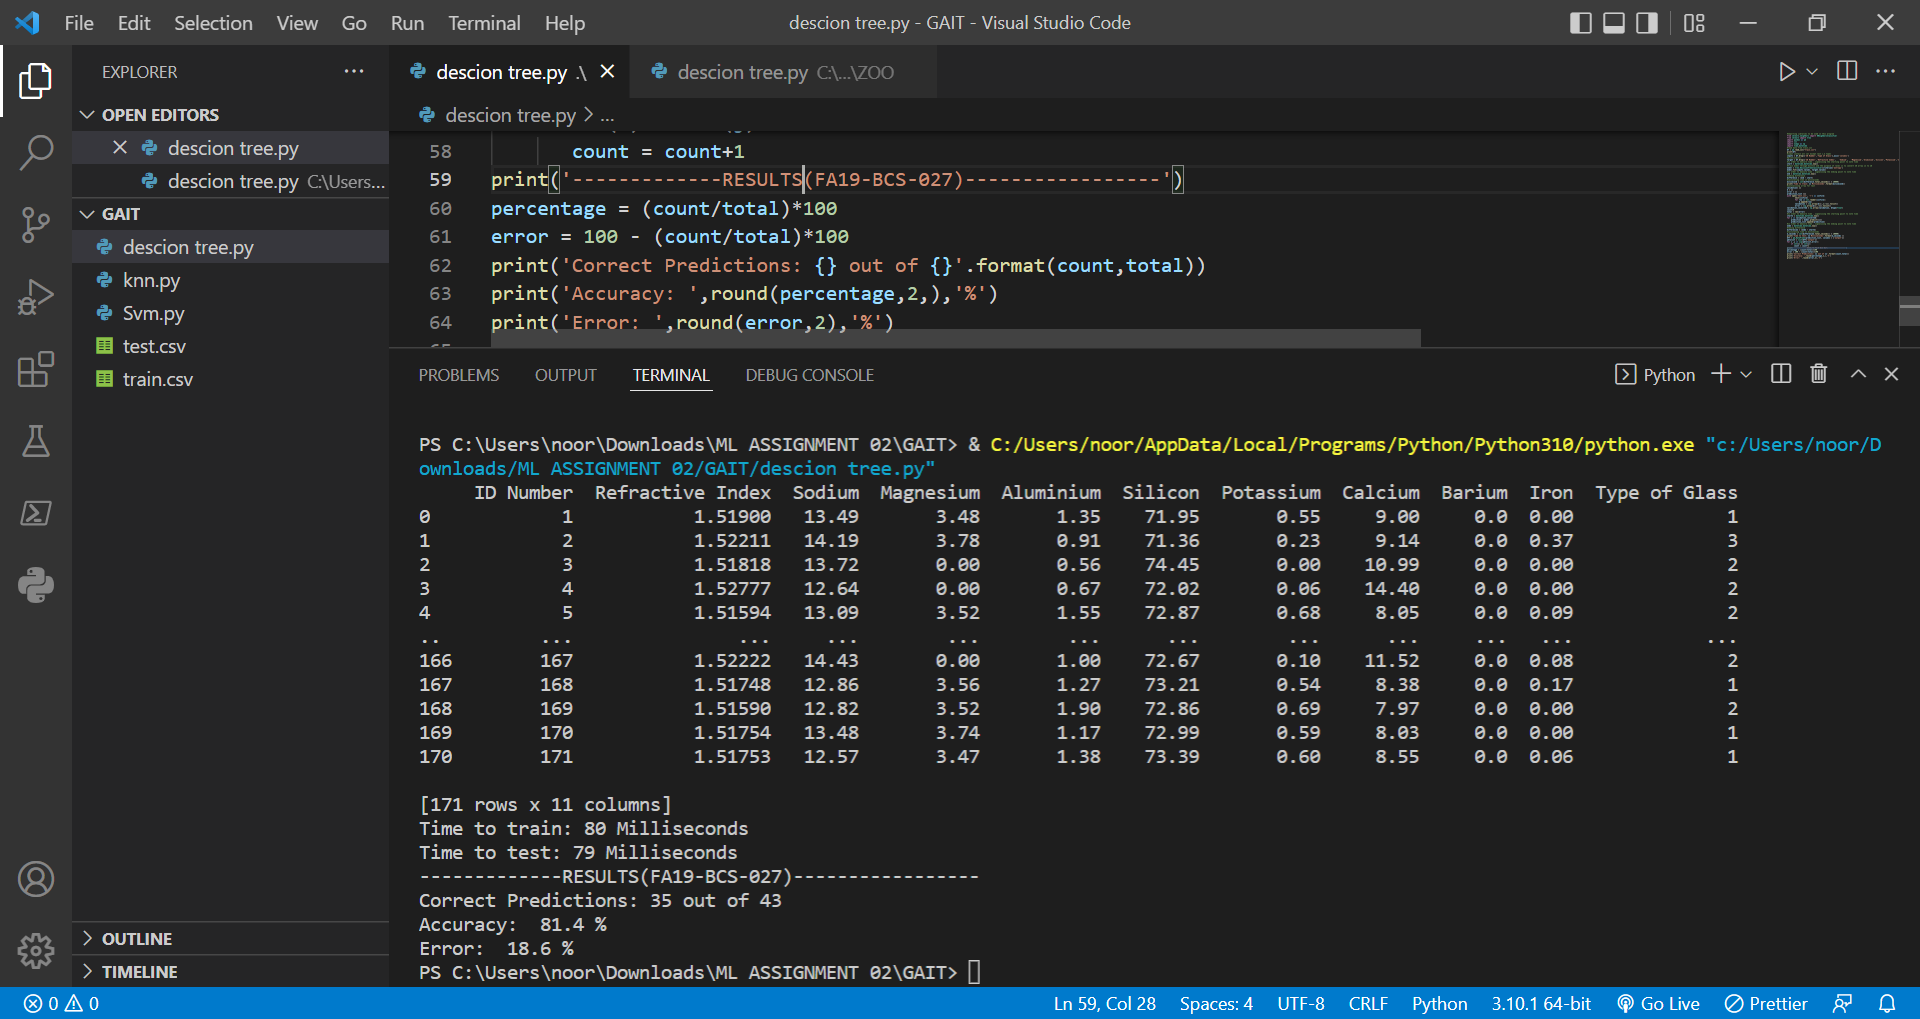 File Edit Selection View Go Run Terminal Help descion tree.py - GAIT - Visual Studio Code
EXPLORER
OPEN EDITORS
descion tree.py
descion tree.py C:\Users...
GAIT
descion tree.py
knn.py
Svm.py
test.csv
train.csv
OUTLINE
TIMELINE
descion tree.py .\ descion tree.py C:\...\ZOO
descion tree.py > ...
58 count = count+1
59 print('-------------RESULTS(FA19-BCS-027)------------------')
60 percentage = (count/total)*100
61 error = 100 - (count/total)*100
62 print('Correct Predictions: {} out of {}'.format(count,total))
63 print('Accuracy: ',round(percentage,2,),'%')
64 print('Error: ',round(error,2),'%')
PROBLEMS OUTPUT TERMINAL DEBUG CONSOLE Python
PS C:\Users\noor\Downloads\ML ASSIGNMENT 02\GAIT> & C:/Users/noor/AppData/Local/Programs/Python/Python310/python.exe "c:/Users/noor/D
ownloads/ML ASSIGNMENT 02/GAIT/descion tree.py"
ID Number Refractive Index Sodium Magnesium Aluminium Silicon Potassium Calcium Barium Iron Type of Glass
0 1 1.51900 13.49 3.48 1.35 71.95 0.55 9.00 0.0 0.00 1
1 2 1.52211 14.19 3.78 0.91 71.36 0.23 9.14 0.0 0.37 3
2 3 1.51818 13.72 0.00 0.56 74.45 0.00 10.99 0.0 0.00 2
3 4 1.52777 12.64 0.00 0.67 72.02 0.06 14.40 0.0 0.00 2
4 5 1.51594 13.09 3.52 1.55 72.87 0.68 8.05 0.0 0.09 2
.. ... ... ... ... ... ... ... ... ... ... ...
166 167 1.52222 14.43 0.00 1.00 72.67 0.10 11.52 0.0 0.08 2
167 168 1.51748 12.86 3.56 1.27 73.21 0.54 8.38 0.0 0.17 1
168 169 1.51590 12.82 3.52 1.90 72.86 0.69 7.97 0.0 0.00 2
169 170 1.51754 13.48 3.74 1.17 72.99 0.59 8.03 0.0 0.00 1
170 171 1.51753 12.57 3.47 1.38 73.39 0.60 8.55 0.0 0.06 1
[171 rows x 11 columns]
Time to train: 80 Milliseconds
Time to test: 79 Milliseconds
-------------RESULTS(FA19-BCS-027)-----------------
Correct Predictions: 35 out of 43
Accuracy:  81.4 %
Error:  18.6 %
PS C:\Users\noor\Downloads\ML ASSIGNMENT 02\GAIT>
0 0 Ln 59, Col 28 Spaces: 4 UTF-8 CRLF Python 3.10.1 64-bit Go Live Prettier